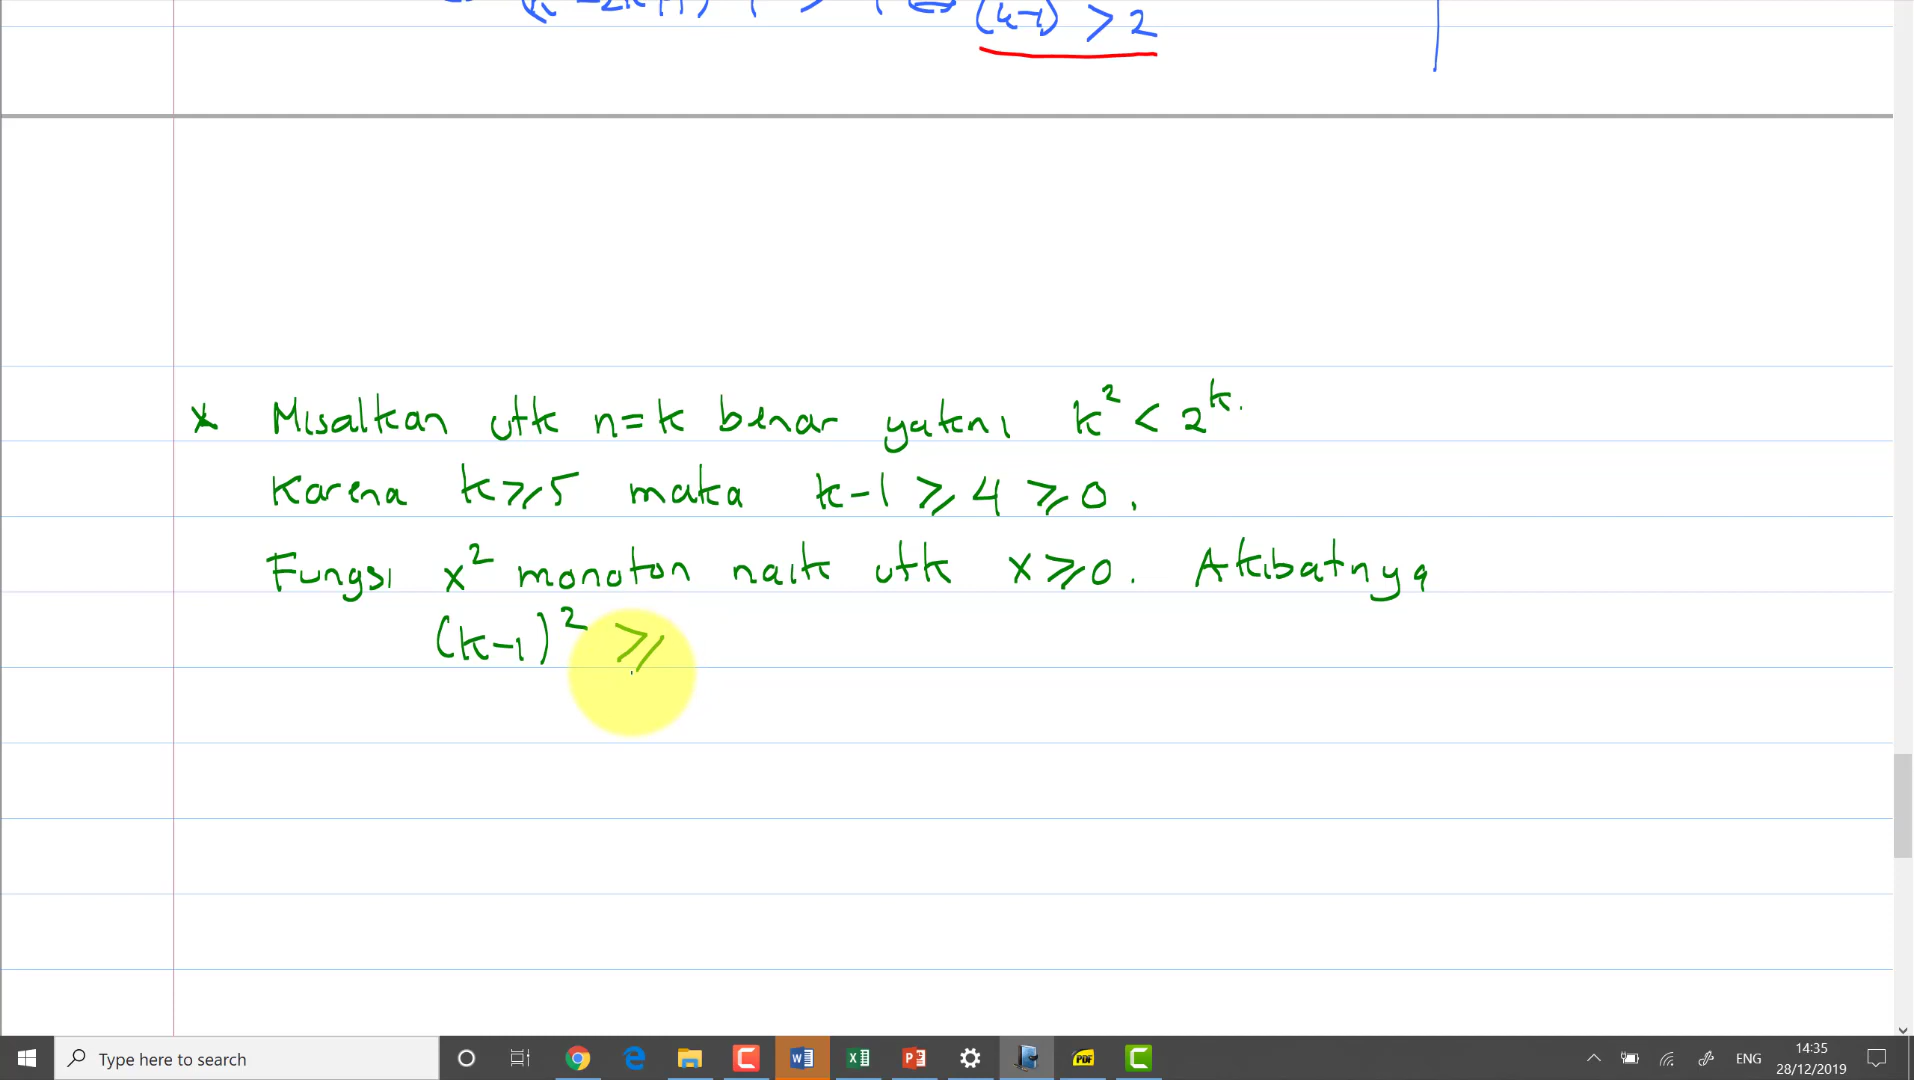 (k-1) > 2
x Misalkan utk n=k benar yakni k² < 2ᵏ.
Karena k ⩾ 5 maka k-1 ⩾ 4 ⩾ 0.
Fungsi x² monoton naik utk x ⩾ 0. Akibatnya
(k-1)² ⩾
Type here to search
ENG
14:35
28/12/2019